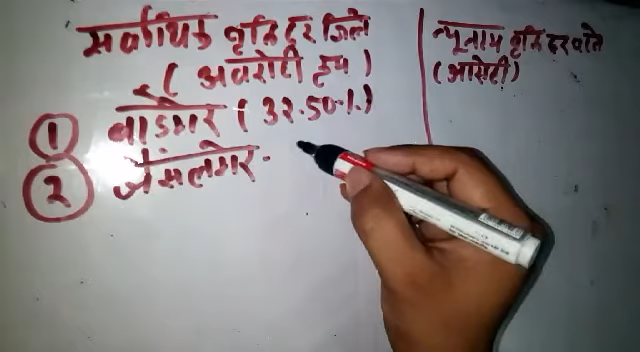 सर्वाधिक वृद्धि दर जिले
( अवरोही क्रम )
1 बाड़मेर ( 32.50%)
2 जैसलमेर
न्यूनतम वृद्धि दर वाले
(आरोही)